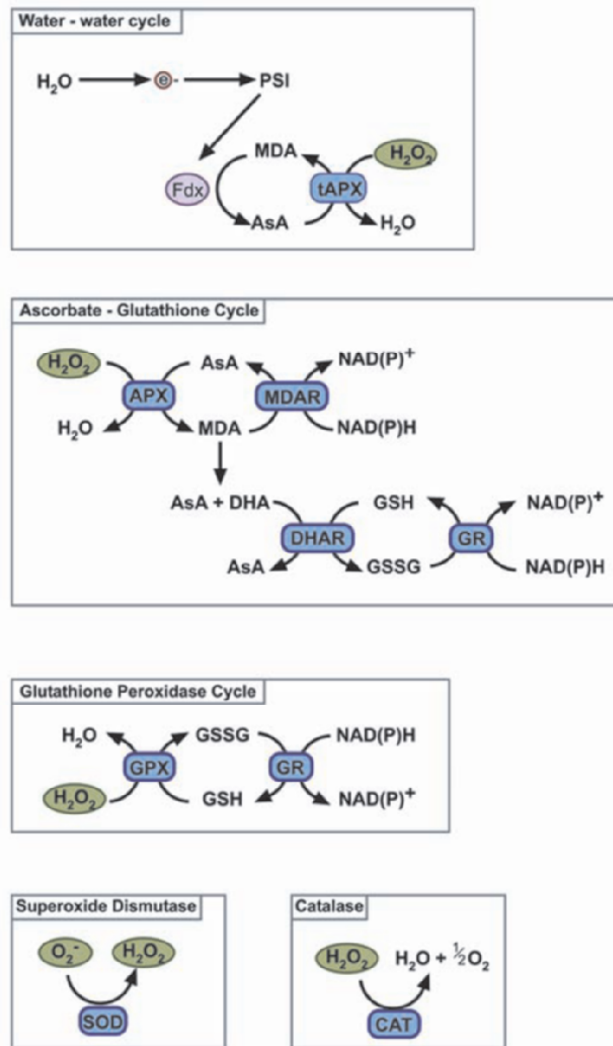 Water - water cycle
H₂O e- PSI
MDA H₂O₂
Fdx tAPX
AsA H₂O
Ascorbate - Glutathione Cycle
H₂O₂ AsA NAD(P)⁺
APX MDAR
H₂O MDA NAD(P)H
AsA + DHA GSH NAD(P)⁺
DHAR GR
AsA GSSG NAD(P)H
Glutathione Peroxidase Cycle
H₂O GSSG NAD(P)H
GPX GR
H₂O₂ GSH NAD(P)⁺
Superoxide Dismutase
O₂⁻ H₂O₂
SOD
Catalase
H₂O₂ H₂O + ½O₂
CAT